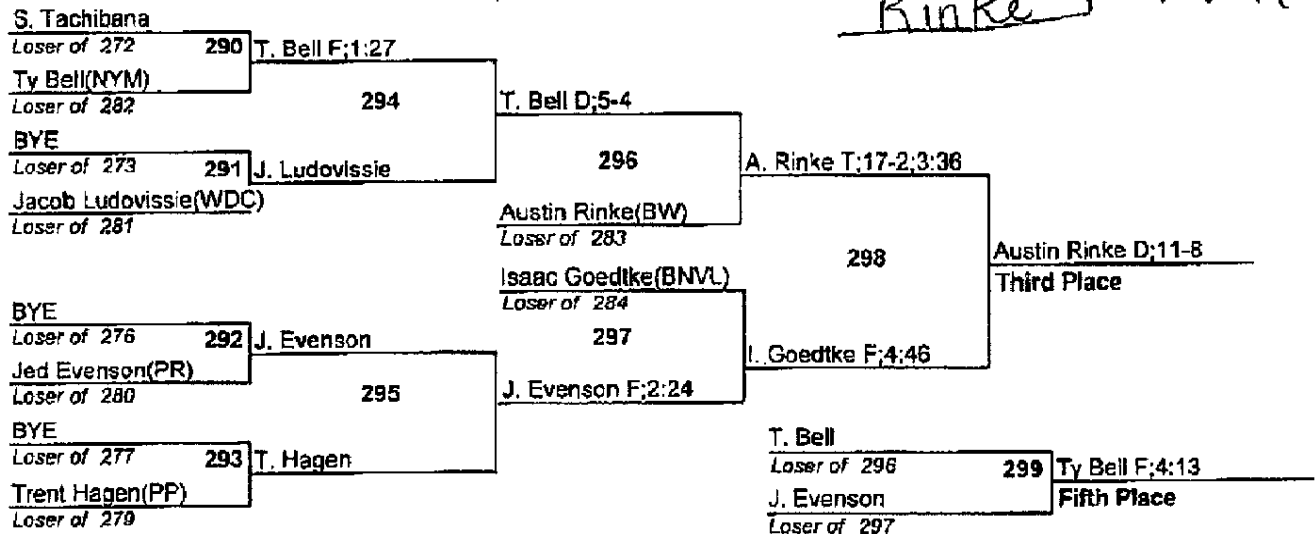 Rinke
S. Tachibana
Loser of 272
290
T. Bell F;1:27
Ty Bell(NYM)
Loser of 282
294
T. Bell D;5-4
BYE
Loser of 273
291
J. Ludovissie
Jacob Ludovissie(WDC)
Loser of 281
296
A. Rinke T;17-2;3:36
Austin Rinke(BW)
Loser of 283
298
Austin Rinke D;11-8
Third Place
Isaac Goedtke(BNVL)
Loser of 284
BYE
Loser of 276
292
J. Evenson
297
I. Goedtke F;4:46
Jed Evenson(PR)
Loser of 280
295
J. Evenson F;2:24
BYE
Loser of 277
293
T. Hagen
Trent Hagen(PP)
Loser of 279
T. Bell
Loser of 296
299
Ty Bell F;4:13
Fifth Place
J. Evenson
Loser of 297